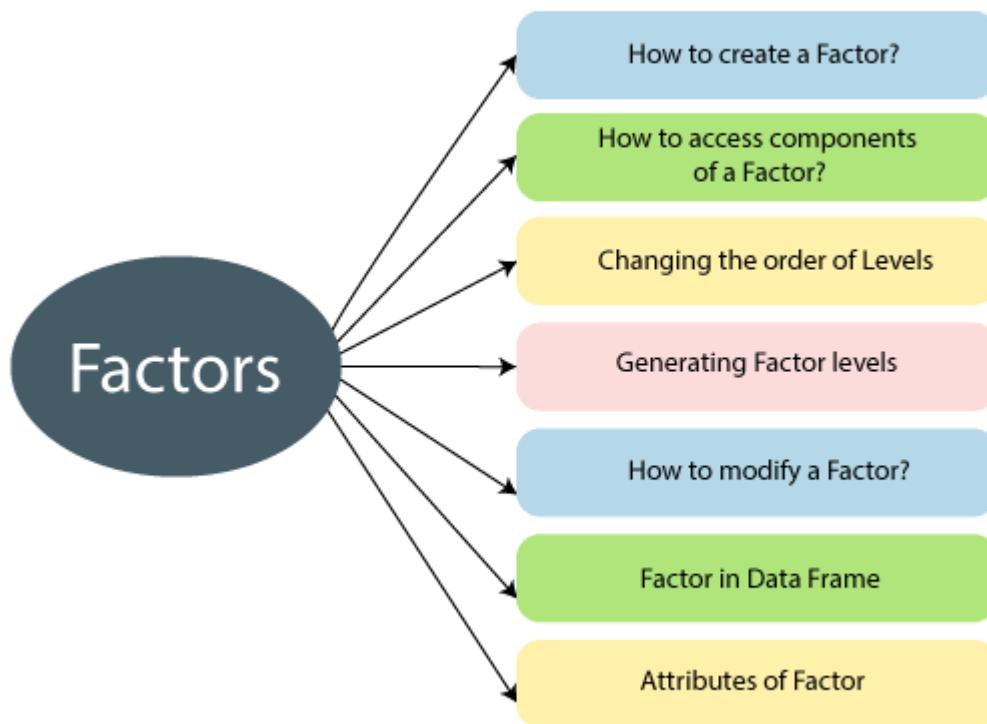 Factors
How to create a Factor?
How to access components
of a Factor?
Changing the order of Levels
Generating Factor levels
How to modify a Factor?
Factor in Data Frame
Attributes of Factor